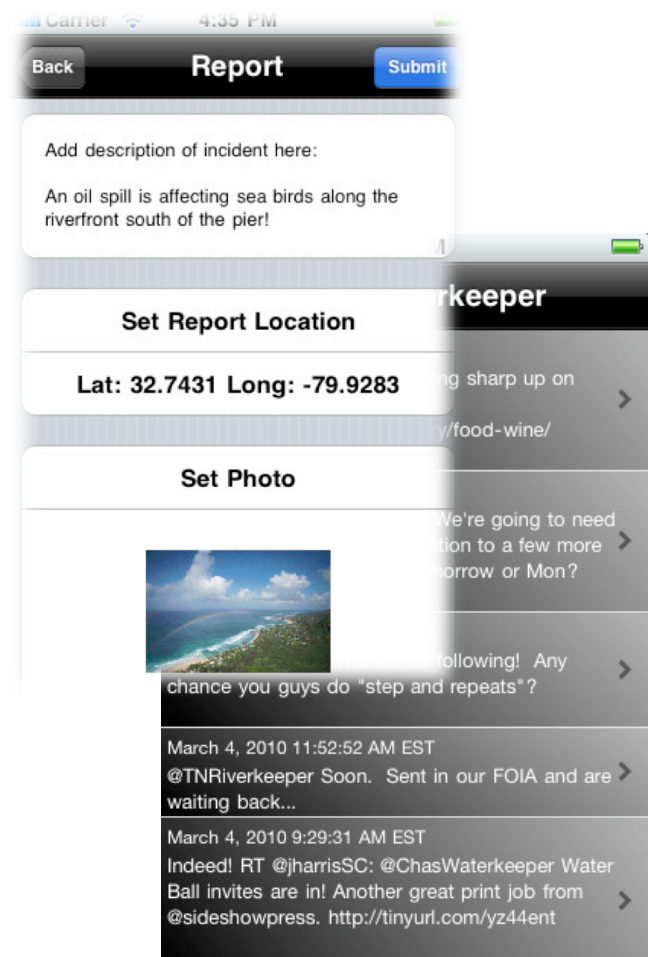 Carrier 4:35 PM
Back Report Submit
Add description of incident here:
An oil spill is affecting sea birds along the
riverfront south of the pier!
Set Report Location
Lat: 32.7431 Long: -79.9283
Set Photo
M
rkeeper
ng sharp up on
y/food-wine/
We're going to need
tion to a few more
orrow or Mon?
following! Any
chance you guys do "step and repeats"?
March 4, 2010 11:52:52 AM EST
@TNRiverkeeper Soon. Sent in our FOIA and are
waiting back...
March 4, 2010 9:29:31 AM EST
Indeed! RT @jharrisSC: @ChasWaterkeeper Water
Ball invites are in! Another great print job from
@sideshowpress. http://tinyurl.com/yz44ent